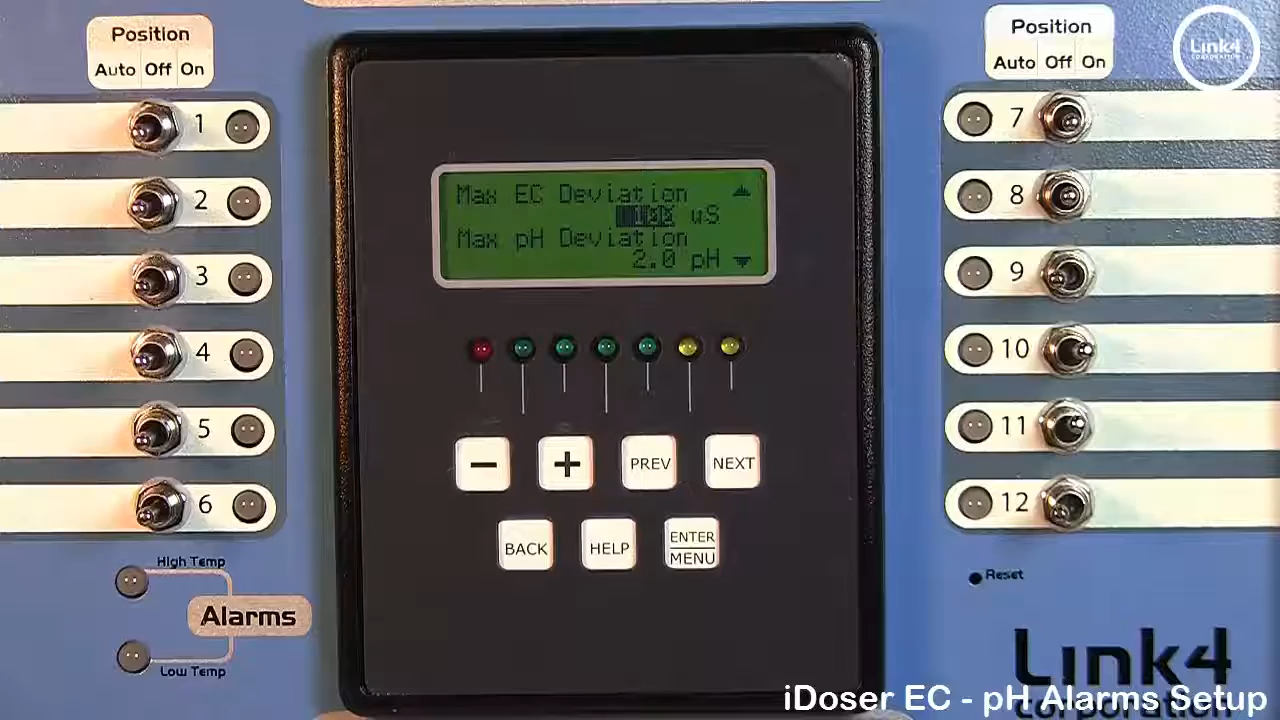 Position
Auto Off On
1
2
3
4
5
6
High Temp
Alarms
Low Temp
Max EC Deviation
uS
Max pH Deviation
2.0 pH
- + PREV NEXT
BACK HELP ENTER
MENU
Position
Auto Off On
7
8
9
10
11
12
Reset
Link4
corporation
Link4
CORPORATION
iDoser EC - pH Alarms Setup